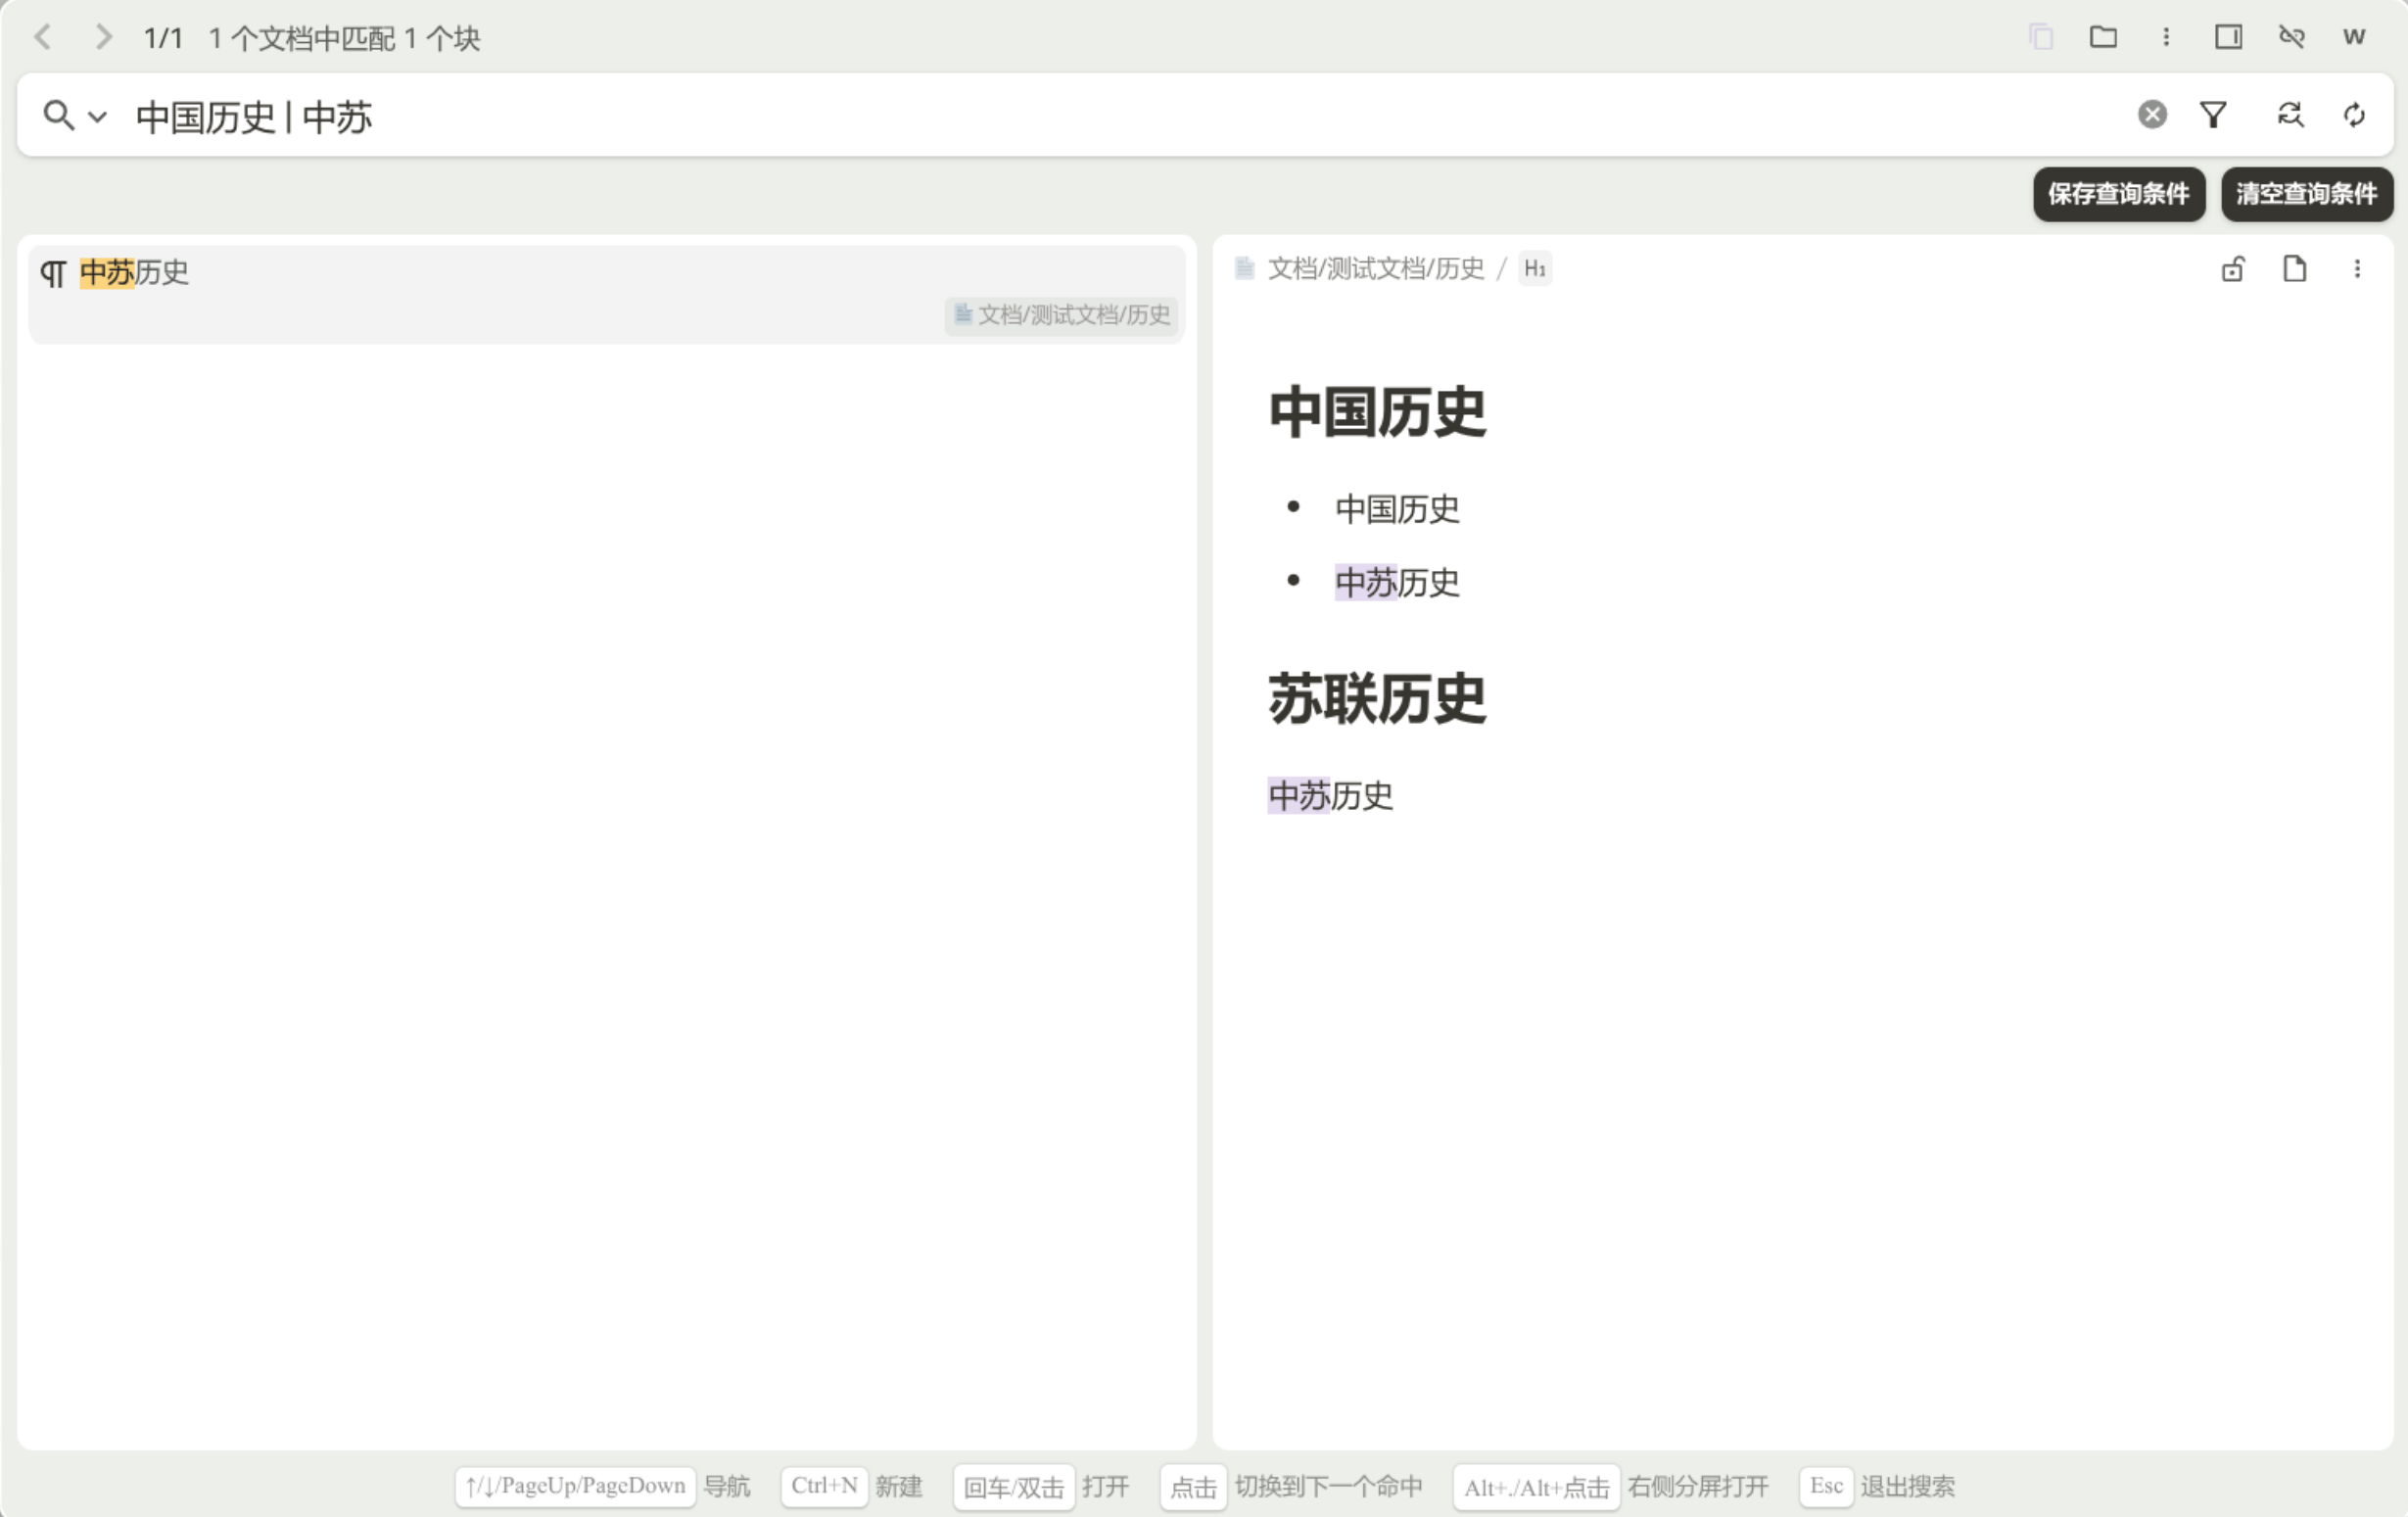 1/1 1 个文档中匹配 1 个块 W
中国历史 | 中苏
保存查询条件 清空查询条件
中苏历史
文档/测试文档/历史
文档/测试文档/历史 / H1
中国历史
• 中国历史
• 中苏历史
苏联历史
中苏历史
↑/↓/PageUp/PageDown 导航 Ctrl+N 新建 回车/双击 打开 点击 切换到下一个命中 Alt+./Alt+点击 右侧分屏打开 Esc 退出搜索